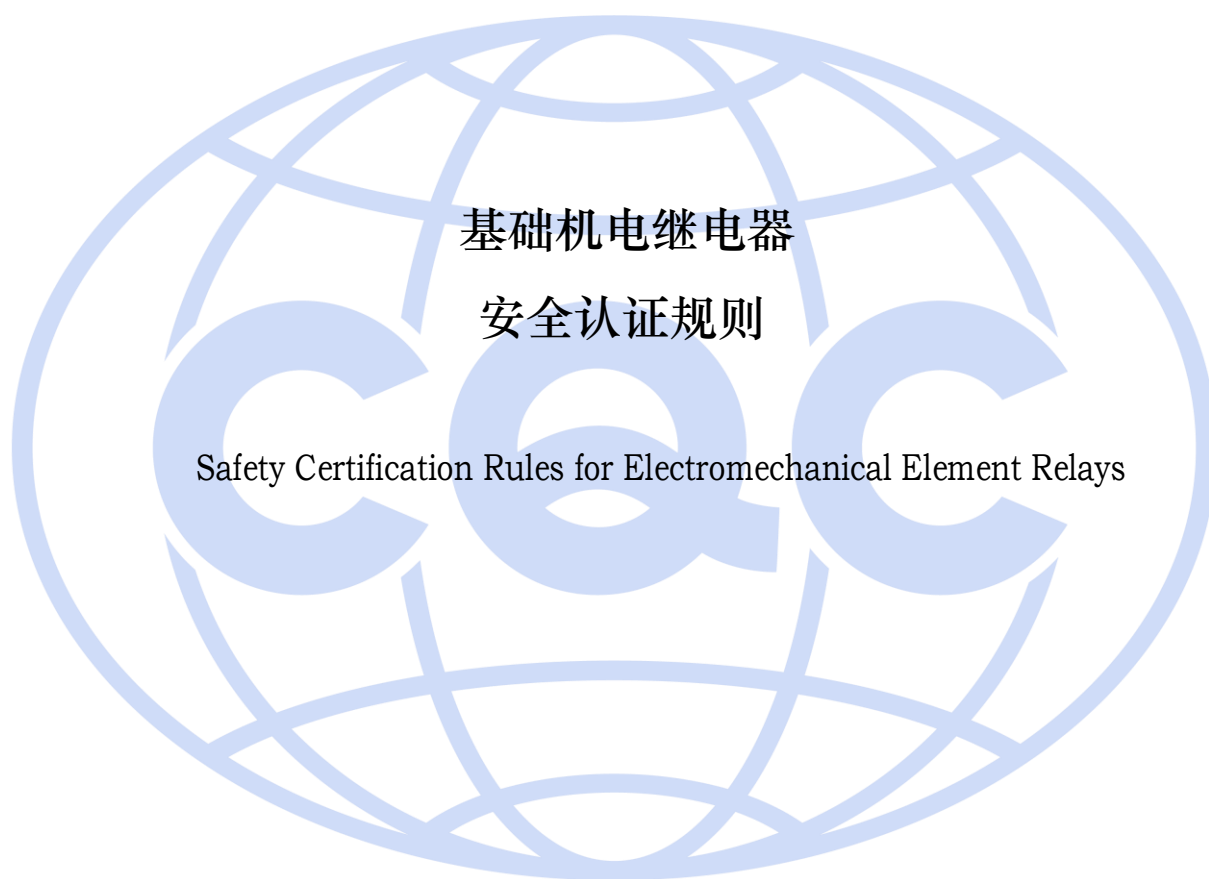 基础机电继电器
安全认证规则
Safety Certification Rules for Electromechanical Element Relays
CQC